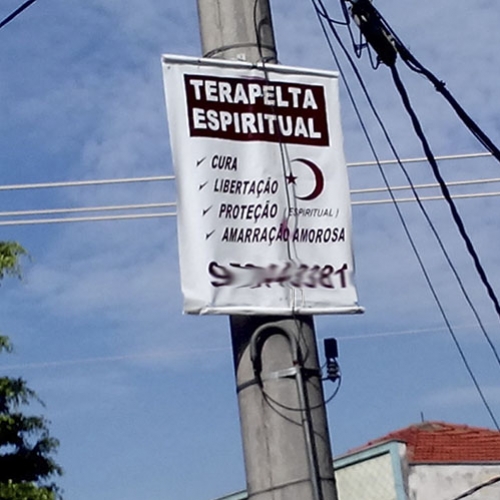 TERAPELTA
ESPIRITUAL
CURA
LIBERTAÇÃO
PROTEÇÃO (ESPIRITUAL)
AMARRAÇÃO AMOROSA